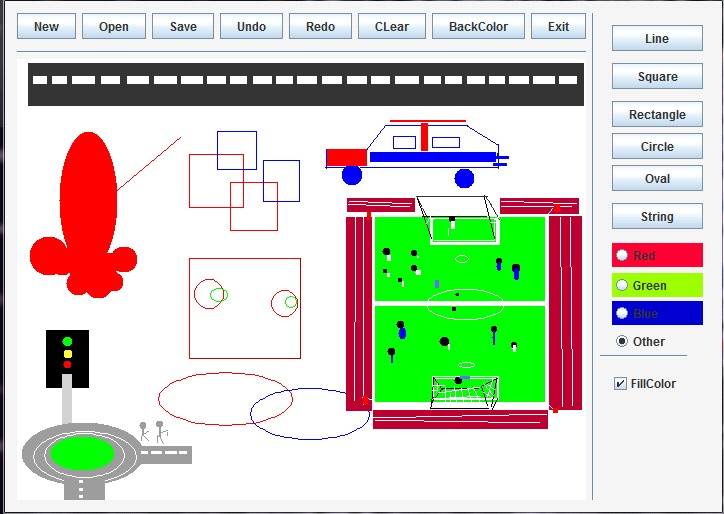 New Open Save Undo Redo CLear BackColor Exit
Line
Square
Rectangle
Circle
Oval
String
Red
Green
Blue
Other
FillColor